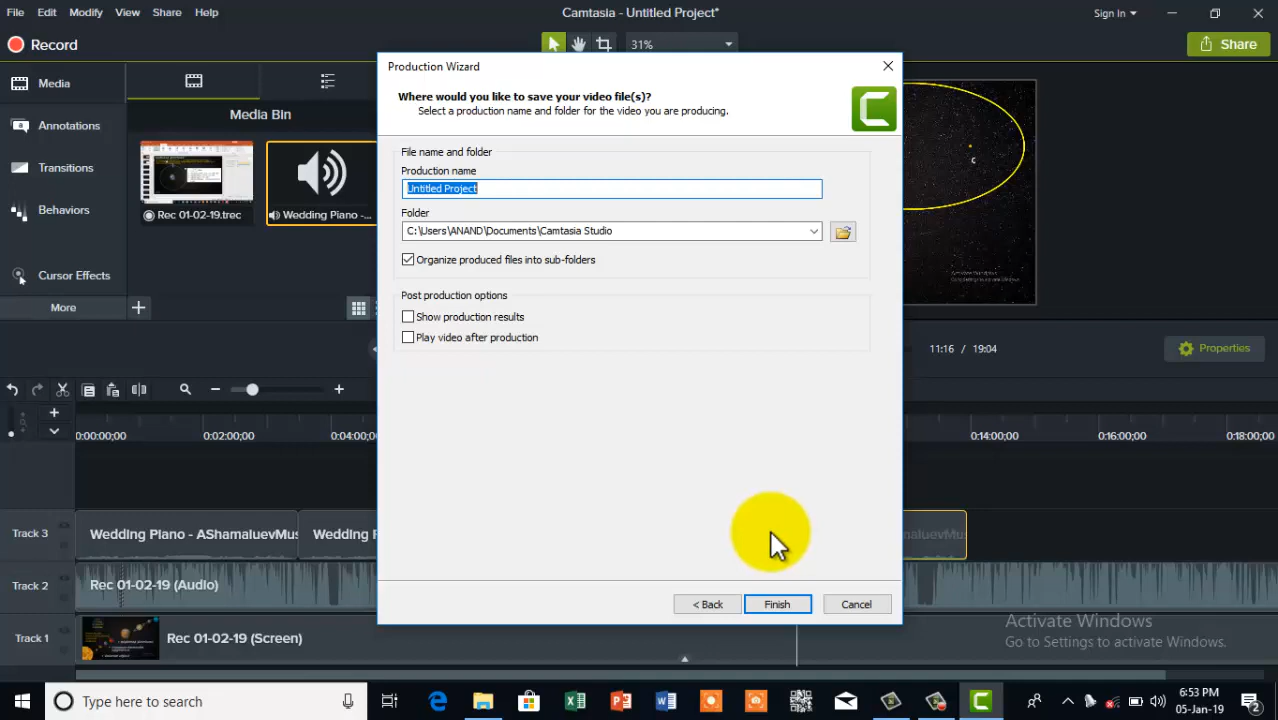 File Edit Modify View Share Help
Camtasia - Untitled Project*
Sign In
Record
31%
Share
Production Wizard
Where would you like to save your video file(s)?
Select a production name and folder for the video you are producing.
Media
Annotations
Transitions
Behaviors
Cursor Effects
More
Media Bin
Rec 01-02-19.trec
Wedding Piano -...
File name and folder
Production name
Untitled Project
Folder
C:\Users\ANAND\Documents\Camtasia Studio
Organize produced files into sub-folders
Post production options
Show production results
Play video after production
11:16 / 19:04
Properties
0:00:00;00
0:02:00;00
0:04:00;00
0:14:00;00
0:16:00;00
0:18:00;00
Track 3
Wedding Piano - AShamaluevMus
Wedding F
naluevMus
Track 2
Rec 01-02-19 (Audio)
Track 1
Rec 01-02-19 (Screen)
< Back
Finish
Cancel
Activate Windows
Go to Settings to activate Windows.
Type here to search
6:53 PM
05-Jan-19
2